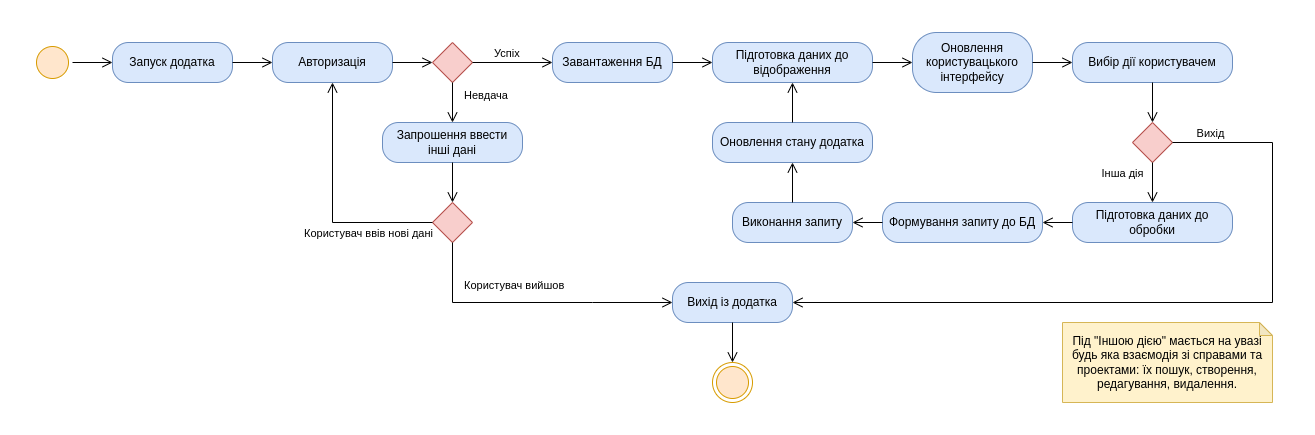 Запуск додатка
Авторизація
Успіх
Завантаження БД
Підготовка даних до
відображення
Оновлення
користувацького
інтерфейсу
Вибір дії користувачем
Невдача
Запрошення ввести
інші дані
Оновлення стану додатка
Вихід
Інша дія
Користувач ввів нові дані
Виконання запиту
Формування запиту до БД
Підготовка даних до
обробки
Користувач вийшов
Вихід із додатка
Під "Іншою дією" мається на увазі
будь яка взаємодія зі справами та
проектами: їх пошук, створення,
редагування, видалення.